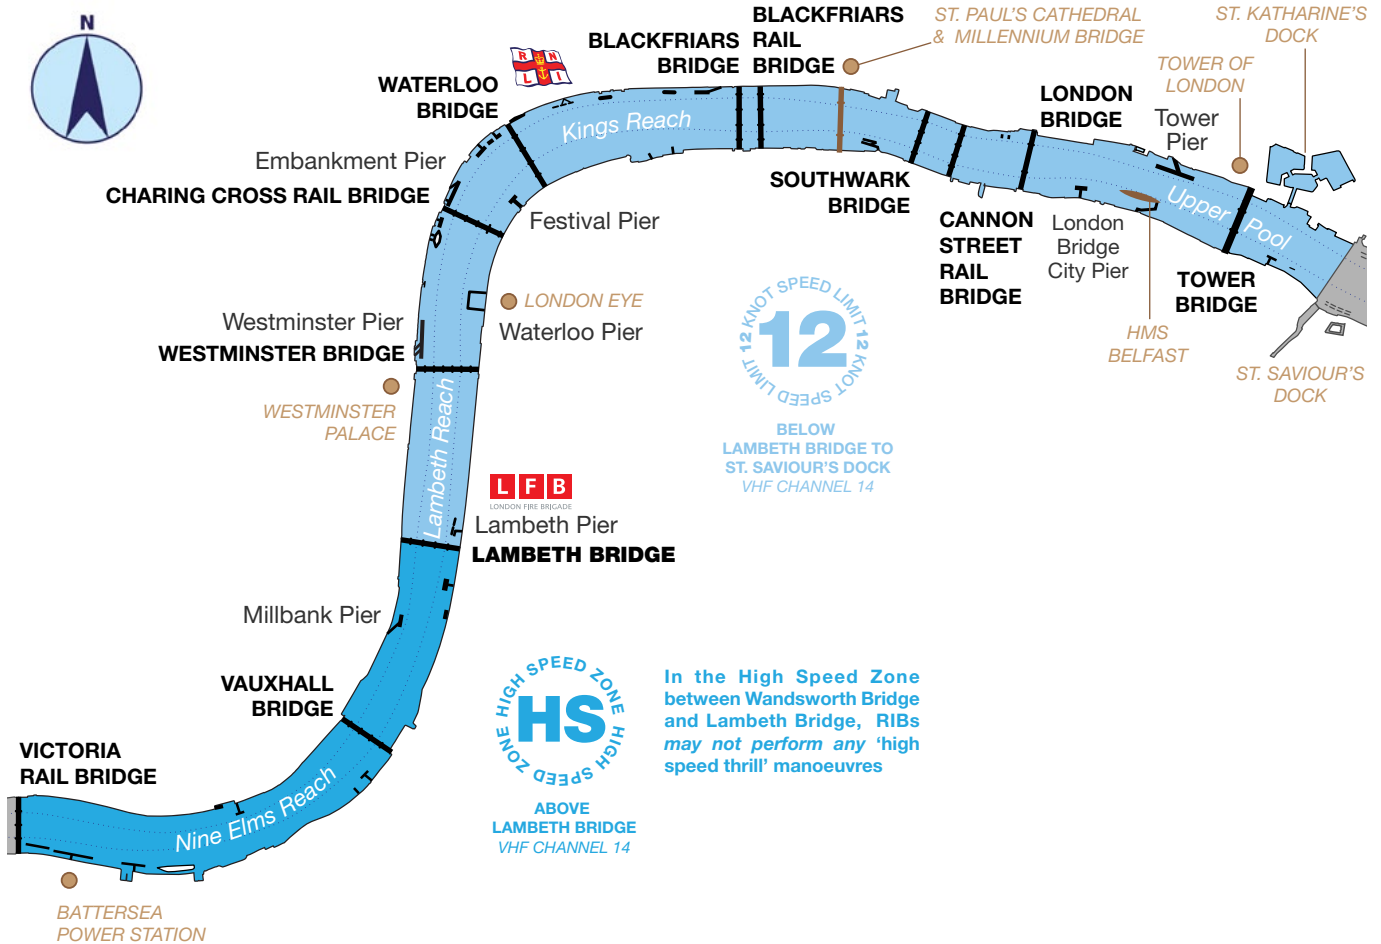 N
BLACKFRIARS
BRIDGE
BLACKFRIARS
RAIL
BRIDGE
ST. PAUL'S CATHEDRAL
& MILLENNIUM BRIDGE
ST. KATHARINE'S
DOCK
TOWER OF
LONDON
R N
L I
WATERLOO
BRIDGE
Kings Reach
LONDON
BRIDGE
Tower
Pier
Embankment Pier
CHARING CROSS RAIL BRIDGE
Festival Pier
SOUTHWARK
BRIDGE
CANNON
STREET
RAIL
BRIDGE
London
Bridge
City Pier
Upper
Pool
TOWER
BRIDGE
HMS
BELFAST
ST. SAVIOUR'S
DOCK
LONDON EYE
Waterloo Pier
Westminster Pier
WESTMINSTER BRIDGE
WESTMINSTER
PALACE
Lambeth Reach
12 KNOT SPEED LIMIT 12 KNOT SPEED LIMIT
12
BELOW
LAMBETH BRIDGE TO
ST. SAVIOUR'S DOCK
VHF CHANNEL 14
LFB
LONDON FIRE BRIGADE
Lambeth Pier
LAMBETH BRIDGE
Millbank Pier
VAUXHALL
BRIDGE
HIGH SPEED ZONE HIGH SPEED ZONE
HS
ABOVE
LAMBETH BRIDGE
VHF CHANNEL 14
In the High Speed Zone
between Wandsworth Bridge
and Lambeth Bridge, RIBs
may not perform any ‘high
speed thrill’ manoeuvres
VICTORIA
RAIL BRIDGE
Nine Elms Reach
BATTERSEA
POWER STATION